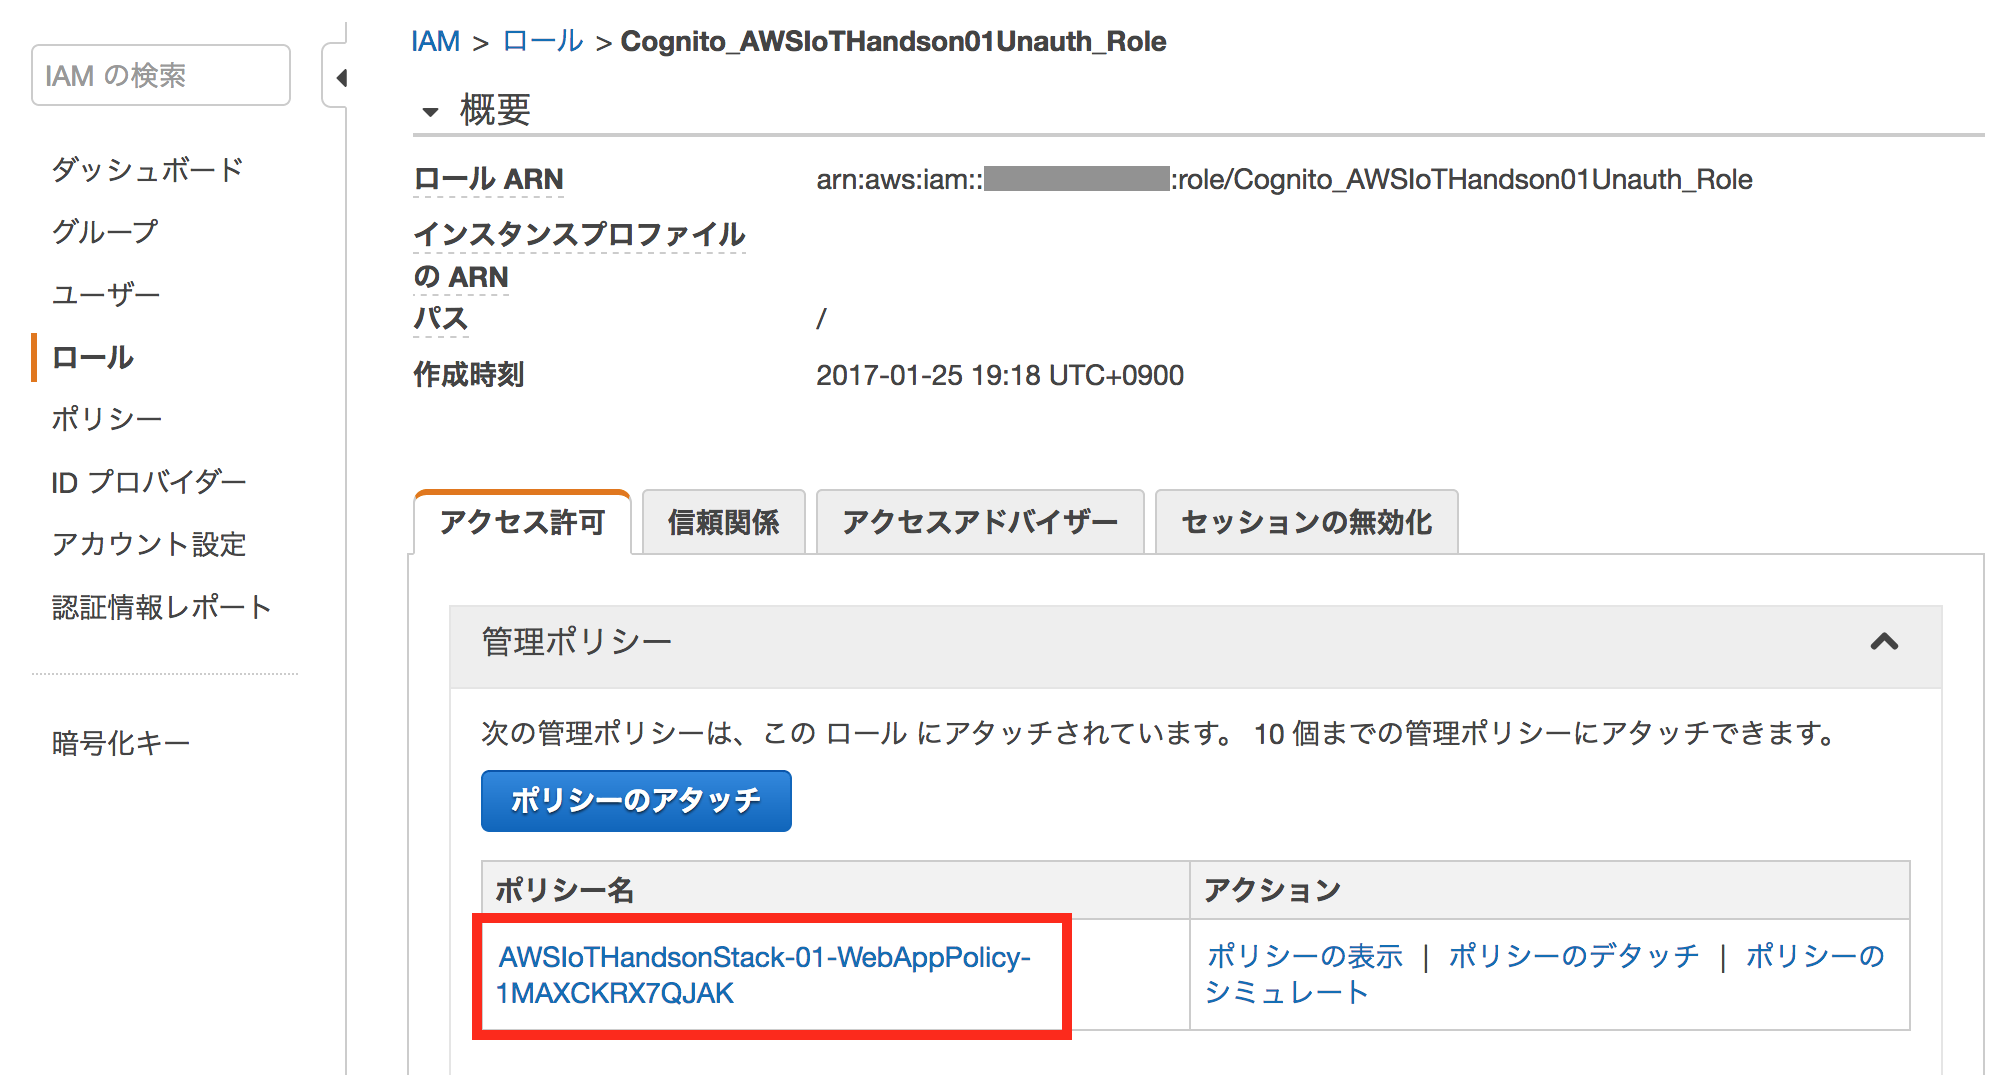 IAM の検索
ダッシュボード
グループ
ユーザー
ロール
ポリシー
ID プロバイダー
アカウント設定
認証情報レポート
暗号化キー
IAM > ロール > Cognito_AWSIoTHandson01Unauth_Role
概要
ロール ARN arn:aws:iam:: :role/Cognito_AWSIoTHandson01Unauth_Role
インスタンスプロファイル
の ARN
パス /
作成時刻 2017-01-25 19:18 UTC+0900
アクセス許可 信頼関係 アクセスアドバイザー セッションの無効化
管理ポリシー
次の管理ポリシーは、この ロール にアタッチされています。 10 個までの管理ポリシーにアタッチできます。
ポリシーのアタッチ
ポリシー名 アクション
AWSIoTHandsonStack-01-WebAppPolicy- ポリシーの表示 | ポリシーのデタッチ | ポリシーの
1MAXCKRX7QJAK シミュレート